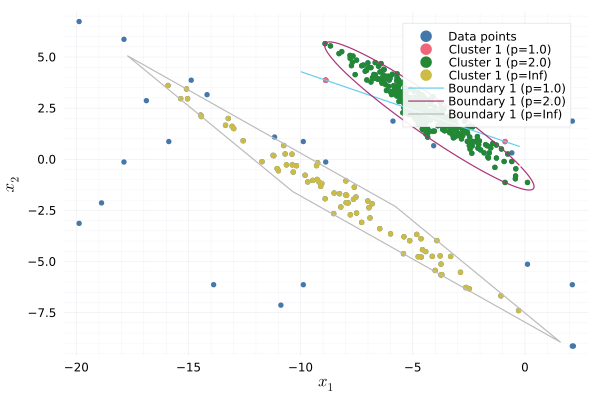 Data points
Cluster 1 (p=1.0)
Cluster 1 (p=2.0)
Cluster 1 (p=Inf)
Boundary 1 (p=1.0)
Boundary 1 (p=2.0)
Boundary 1 (p=Inf)
5.0
2.5
0.0
−2.5
−5.0
−7.5
x₂
−20 −15 −10 −5 0
x₁